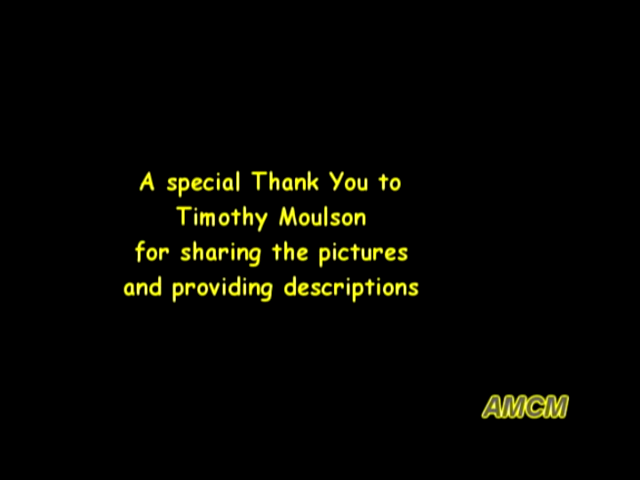 A special Thank You to
Timothy Moulson
for sharing the pictures
and providing descriptions
AMCM